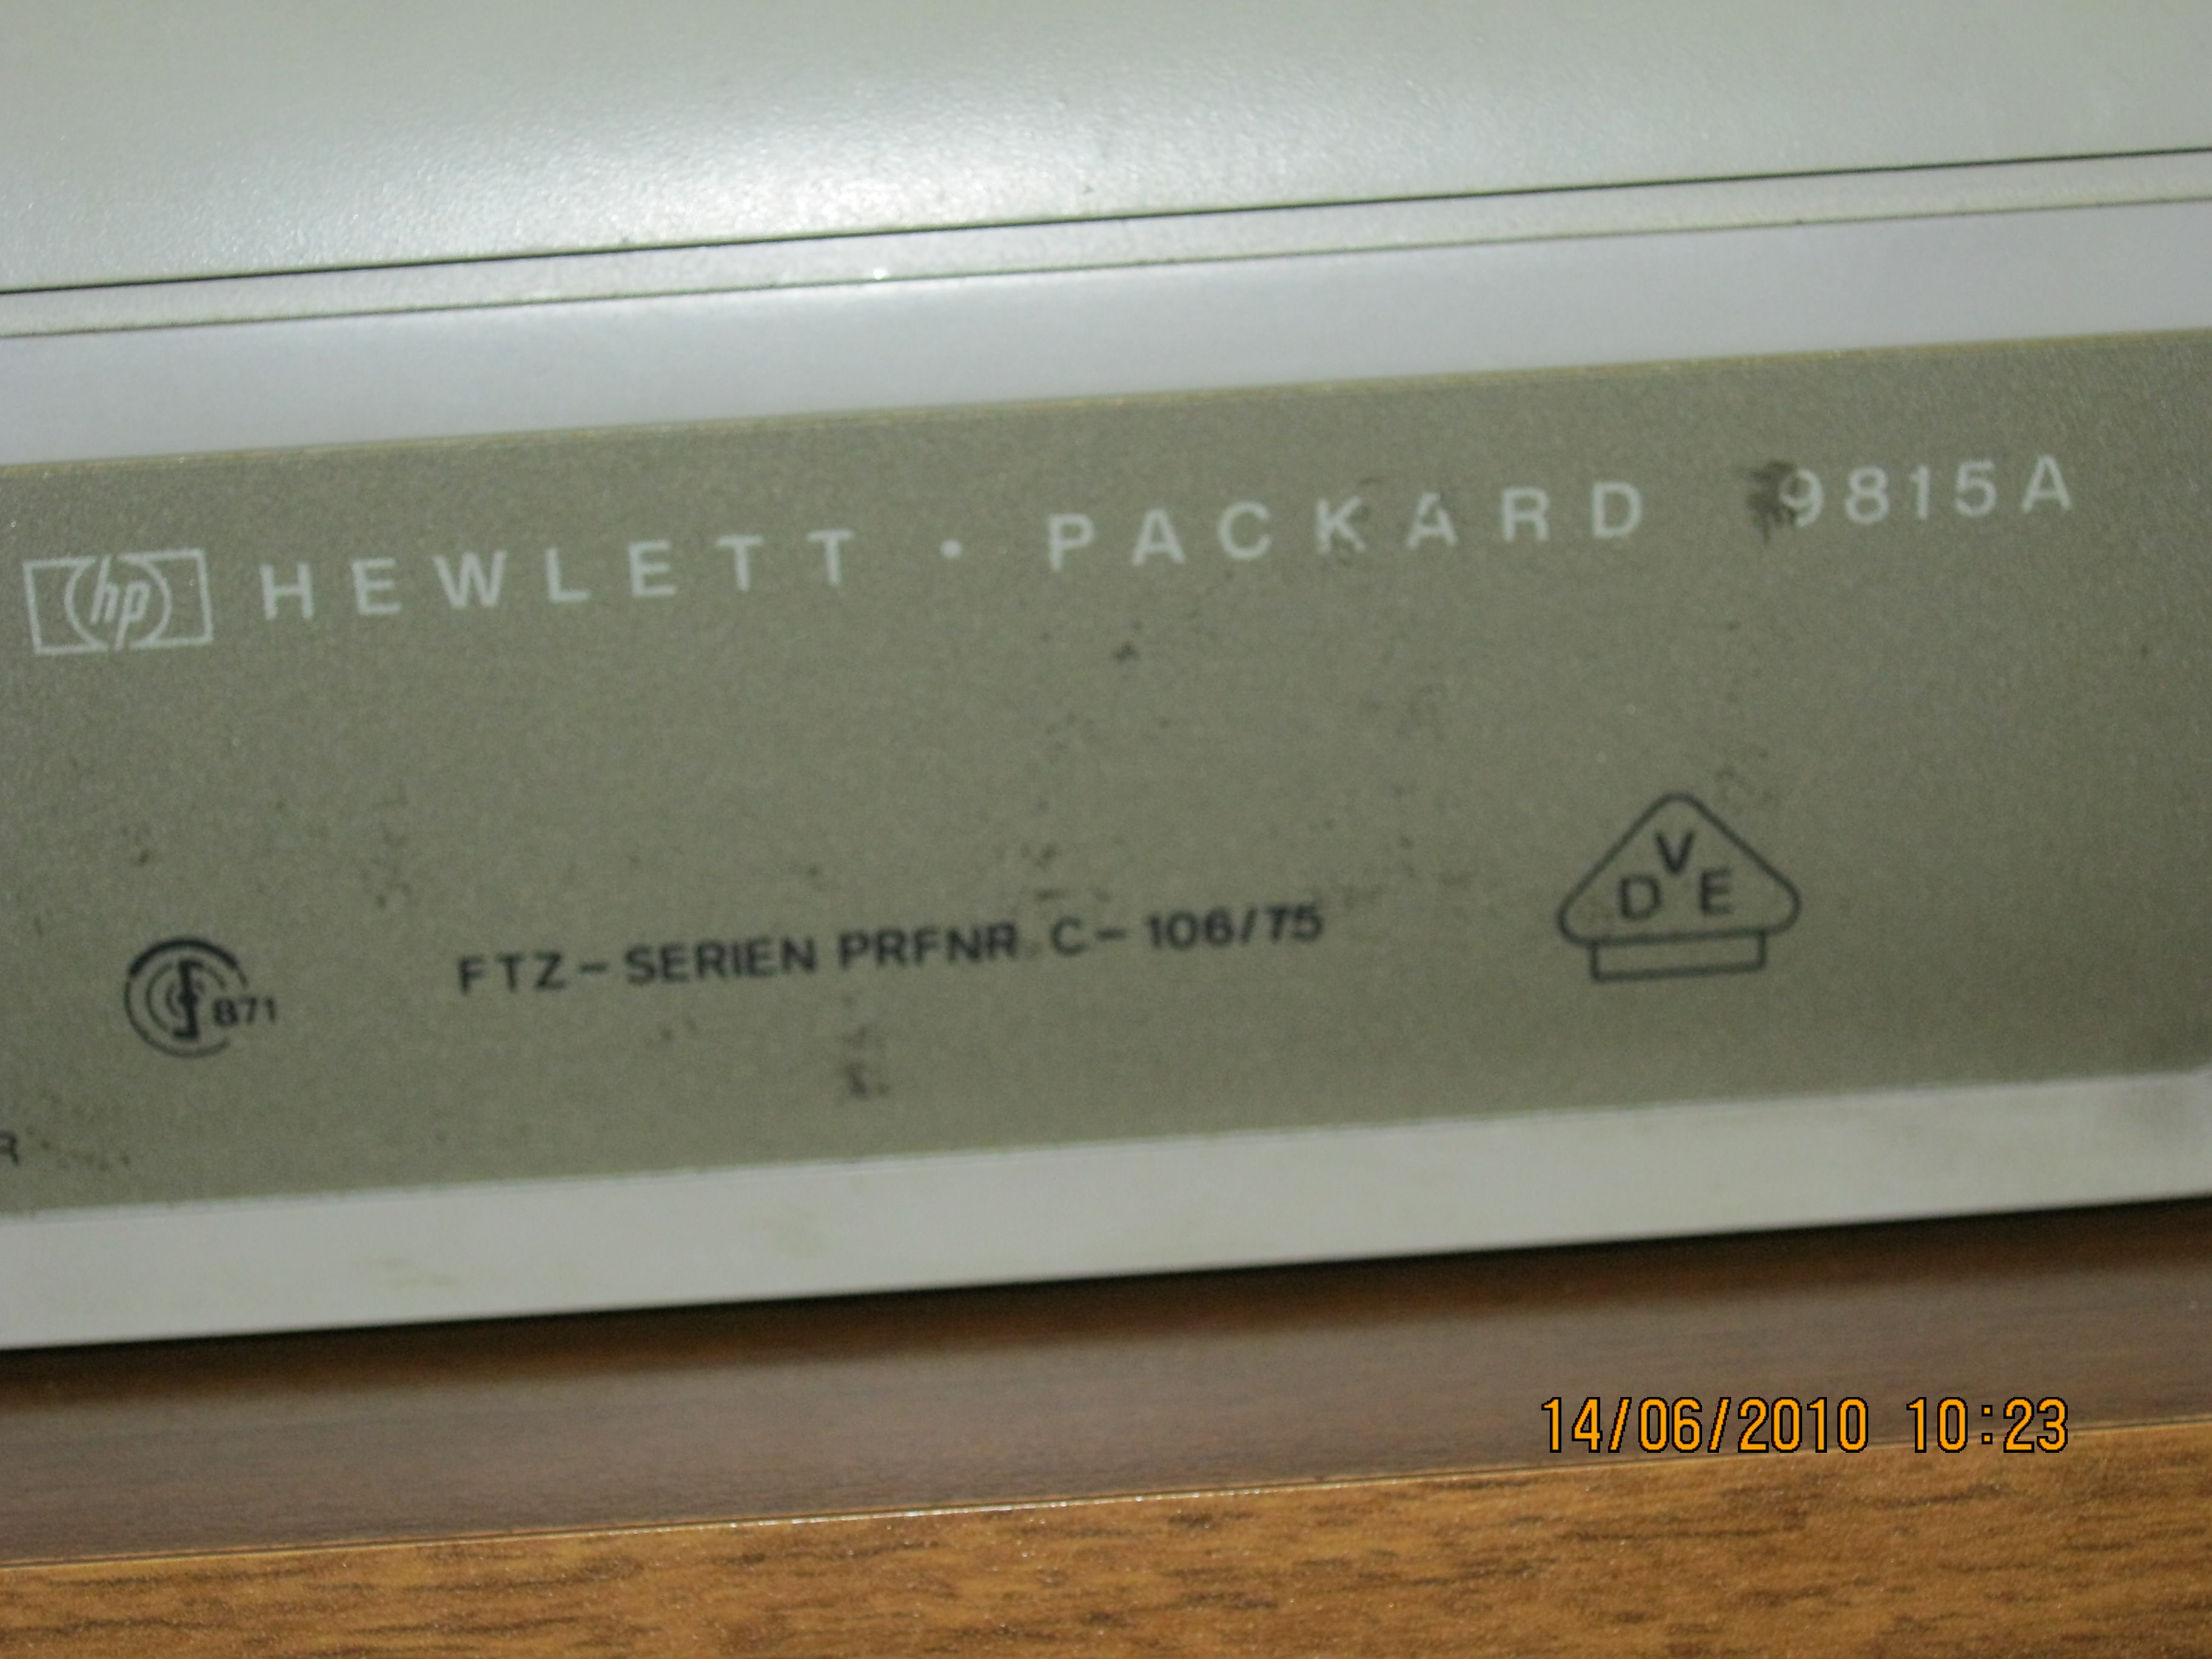 hp HEWLETT · PACKARD 9815A
871 FTZ-SERIEN PRFNR C-106/75
VDE
R
14/06/2010 10:23